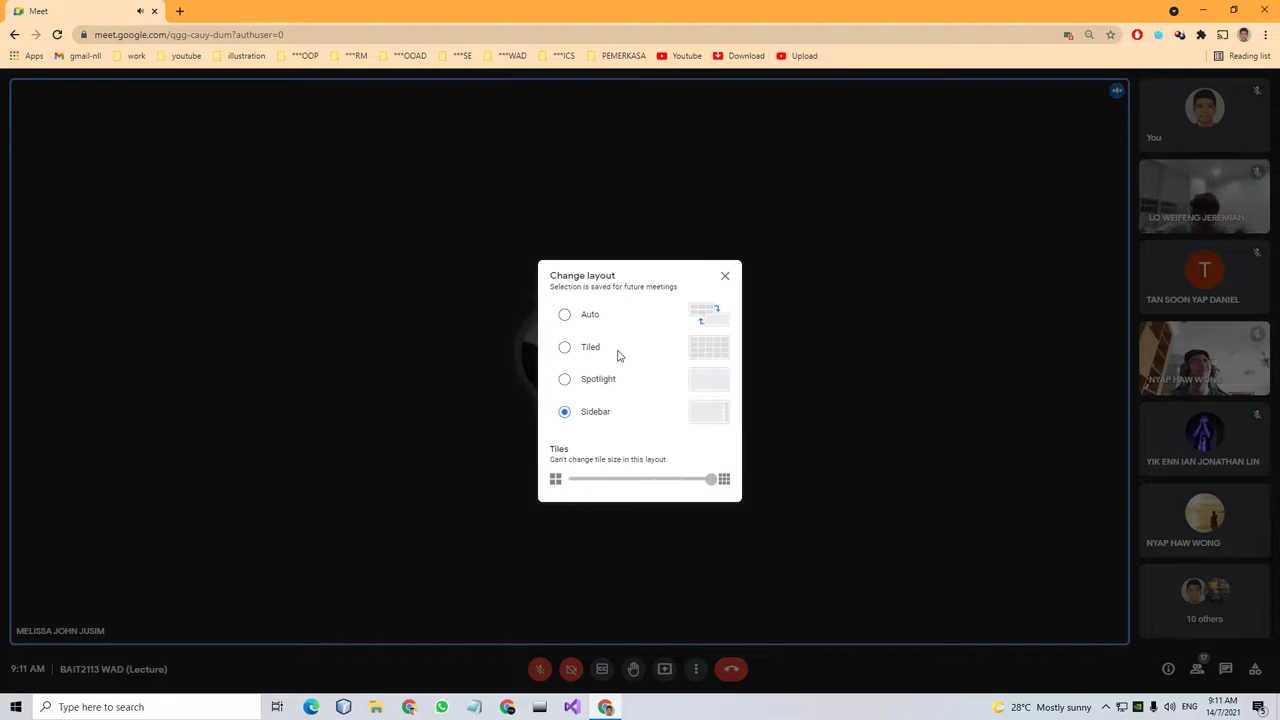 Meet
meet.google.com/qgg-cauy-dum?authuser=0
Apps
gmail-nll
work
youtube
illustration
***OOP
***RM
***OOAD
***SE
***WAD
***ICS
PEMERKASA
Youtube
Download
Upload
Reading list
You
LO WEIFENG JEREMIAH
T
TAN SOON YAP DANIEL
NYAP HAW WONG
YIK ENN IAN JONATHAN LIN
NYAP HAW WONG
10 others
Change layout
Selection is saved for future meetings
Auto
Tiled
Spotlight
Sidebar
Tiles
Can't change tile size in this layout
MELISSA JOHN JUSIM
9:11 AM
BAIT2113 WAD (Lecture)
17
Type here to search
28°C Mostly sunny
9:11 AM
14/7/2021